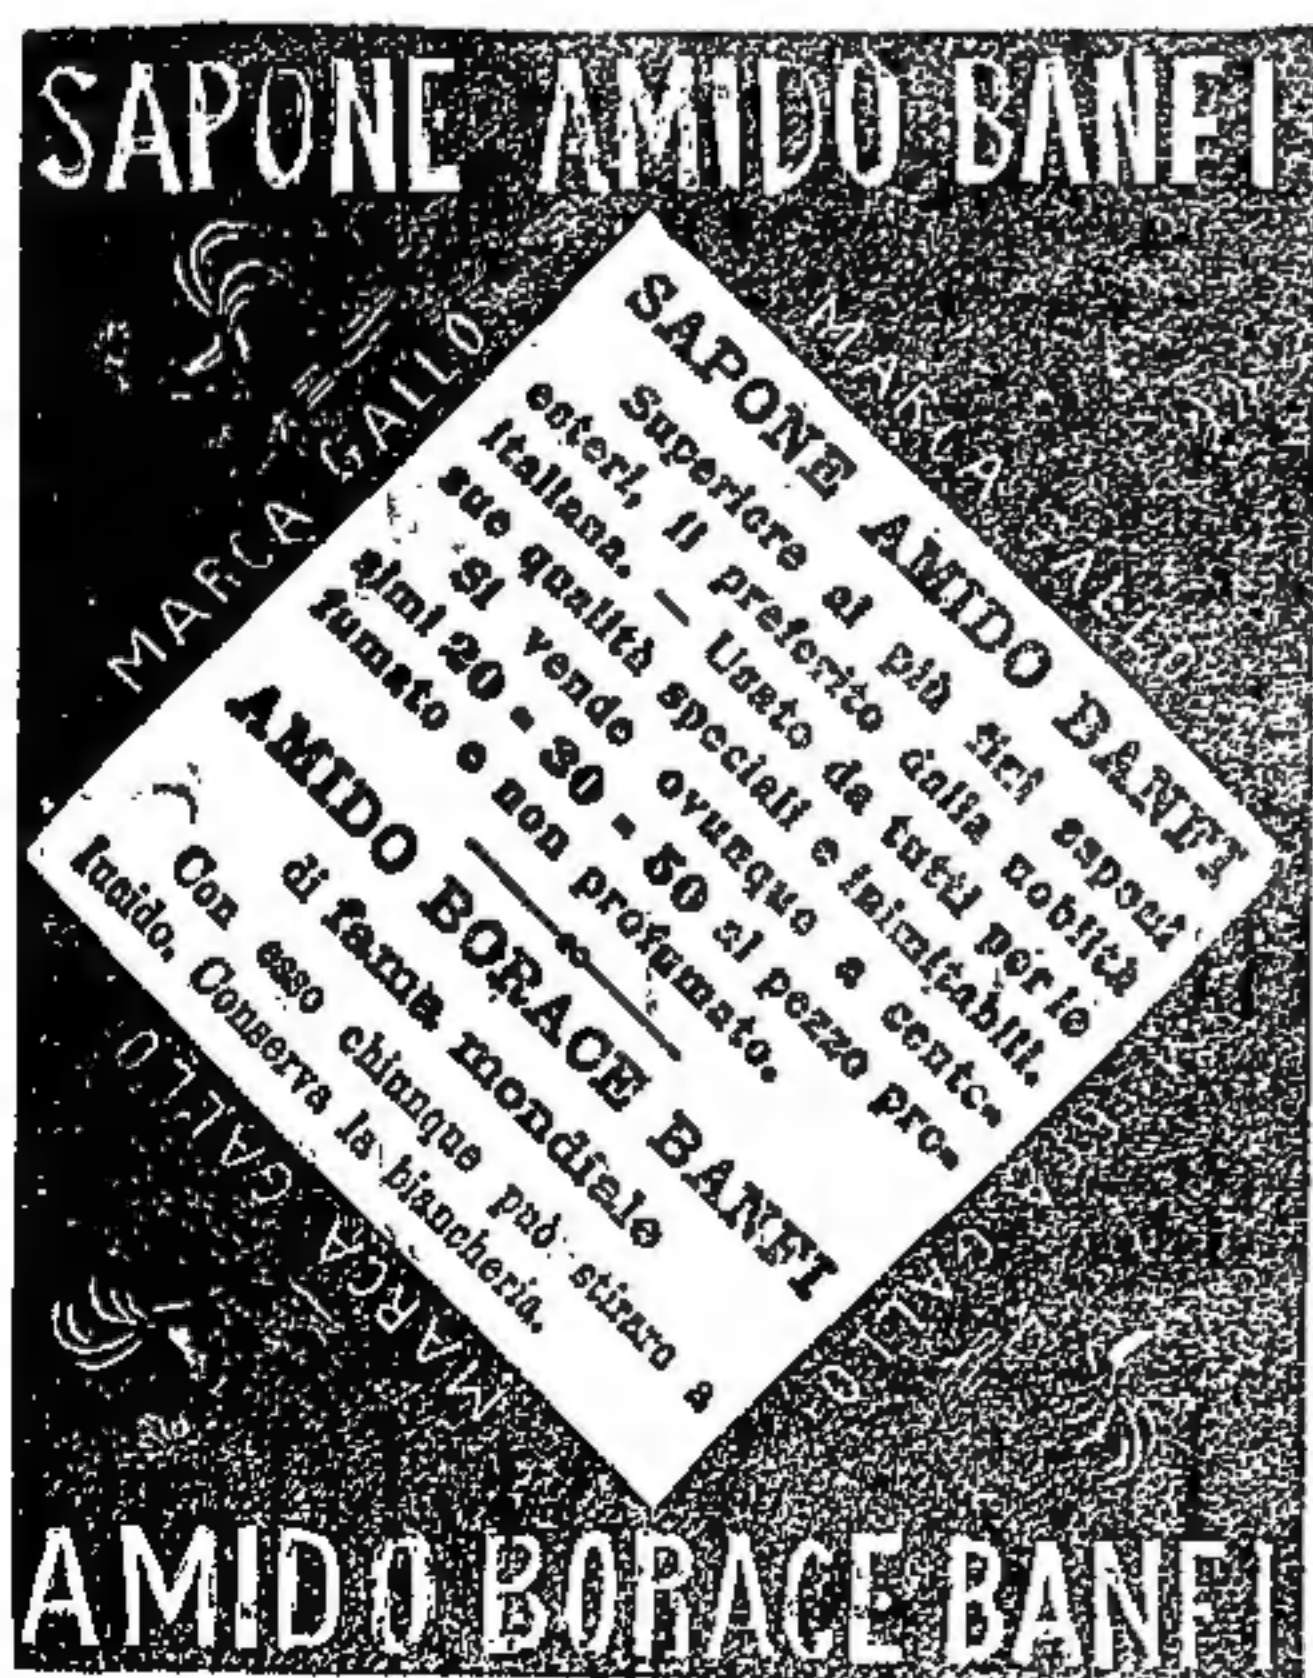 SAPONE AMIDO BANFI
MARCA GALLO
MARCA GALLO
SAPONE AMIDO BANFI
Superiore ai più fini saponi
esteri, il preferito dalla nobiltà
italiana. — Usato da tutti per le
sue qualità speciali e inimitabili.
Si vende ovunque a cente-
simi 20 - 30 - 50 al pezzo pro-
fumato e non profumato.
AMIDO BORACE BANFI
di fama mondiale
Con esso chiunque può stirare a
lucido. Conserva la biancheria.
MARCA GALLO
GALLO
AMIDO BORACE BANFI